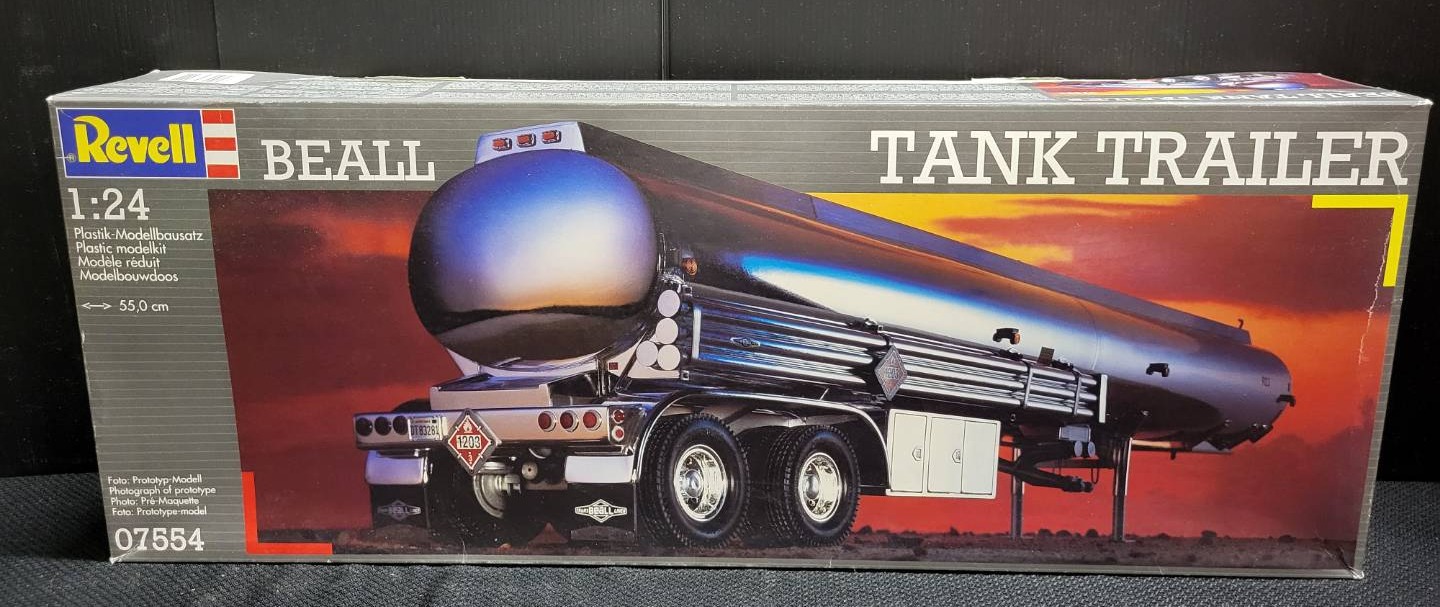 Revell
BEALL
TANK TRAILER
1:24
Plastik-Modellbausatz
Plastic modelkit
Modèle réduit
Modelbouwdoos
55,0 cm
DT83282
1203
3
BEALL
Foto: Prototyp-Modell
Photograph of prototype
Photo: Pré-Maquette
Foto: Prototype-model
07554